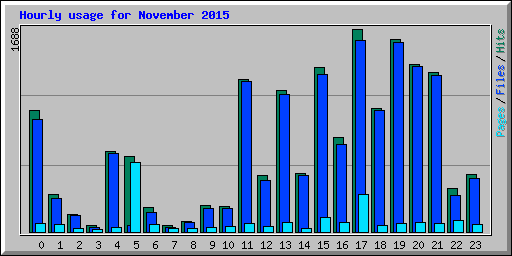 Hourly usage for November 2015
1688
Pages/Files/Hits
0 1 2 3 4 5 6 7 8 9 10 11 12 13 14 15 16 17 18 19 20 21 22 23